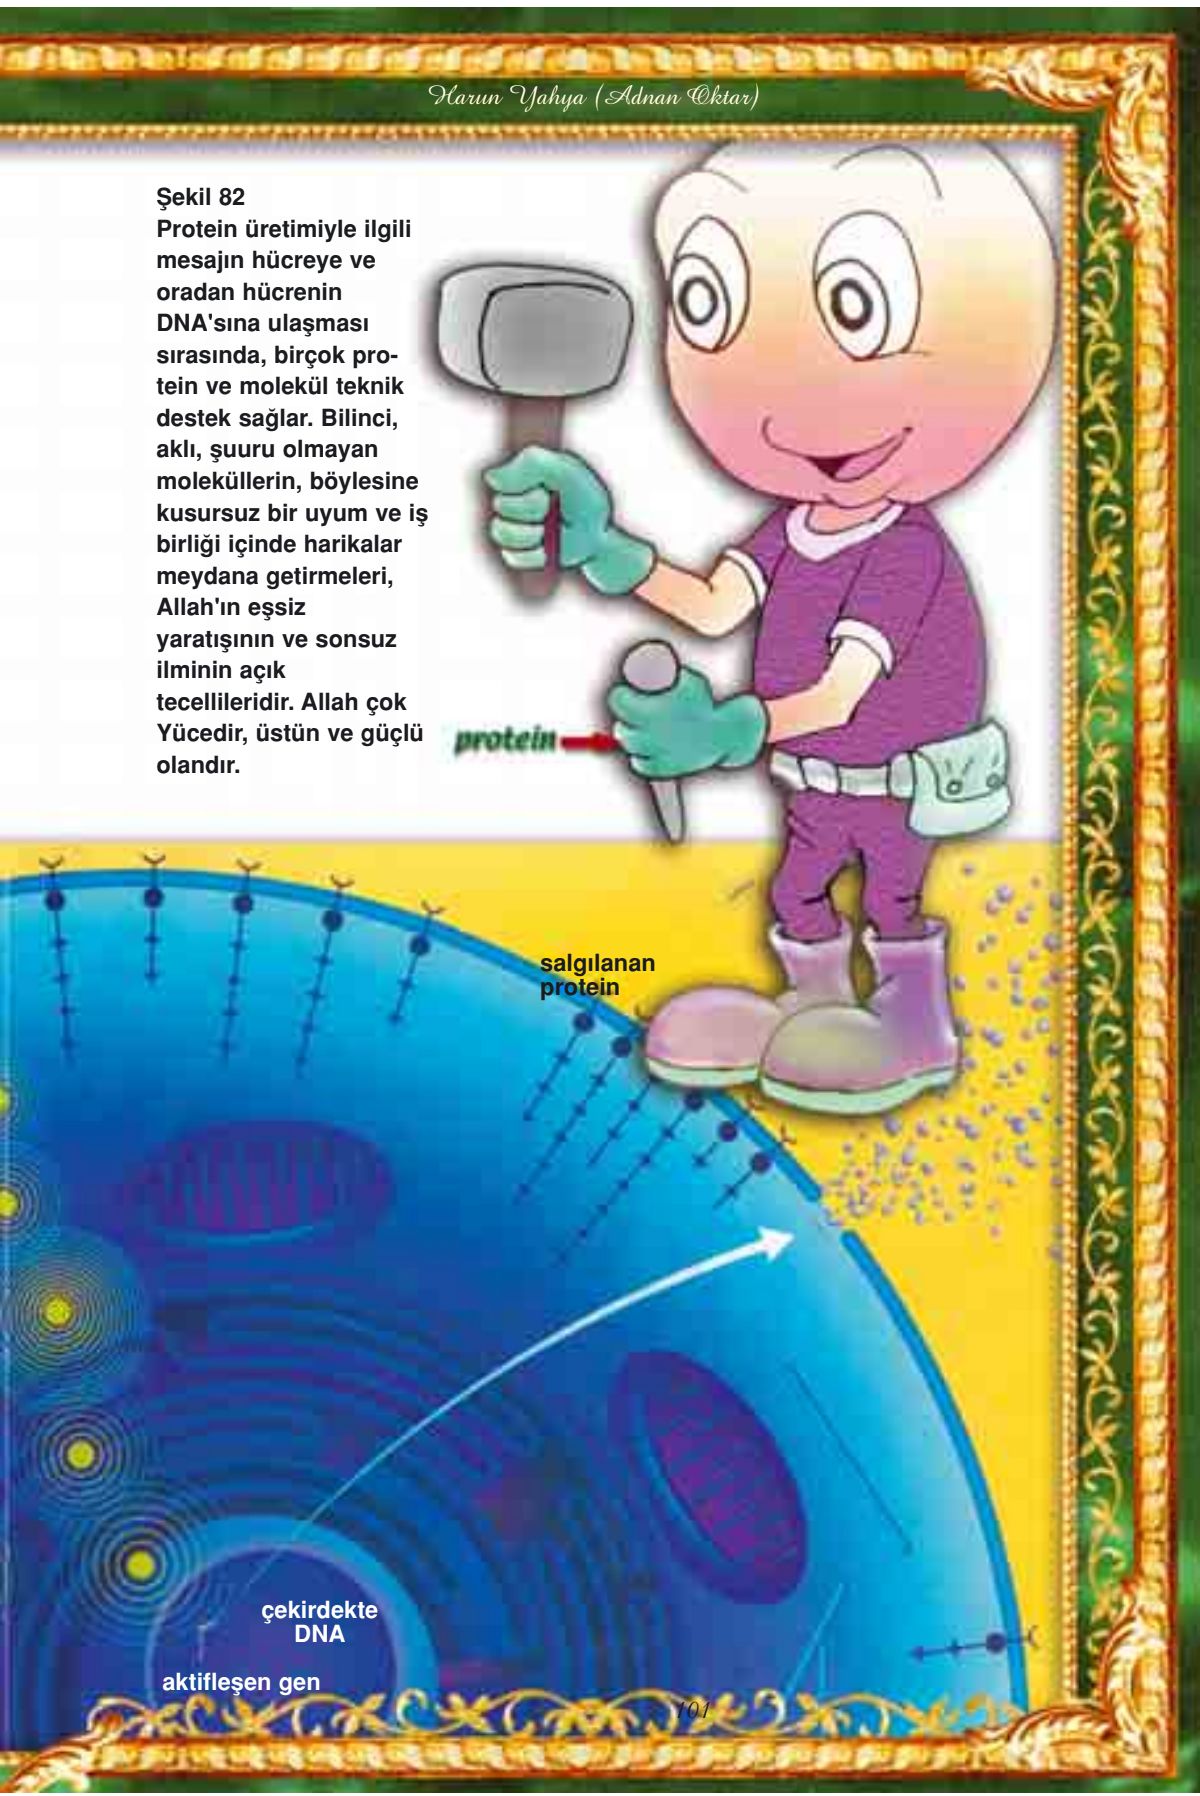 Harun Yahya (Adnan Oktar)
Şekil 82
Protein üretimiyle ilgili
mesajın hücreye ve
oradan hücrenin
DNA'sına ulaşması
sırasında, birçok pro-
tein ve molekül teknik
destek sağlar. Bilinci,
aklı, şuuru olmayan
moleküllerin, böylesine
kusursuz bir uyum ve iş
birliği içinde harikalar
meydana getirmeleri,
Allah'ın eşsiz
yaratışının ve sonsuz
ilminin açık
tecellileridir. Allah çok
Yücedir, üstün ve güçlü
olandır.
protein
salgılanan
protein
çekirdekte
DNA
aktifleşen gen
101